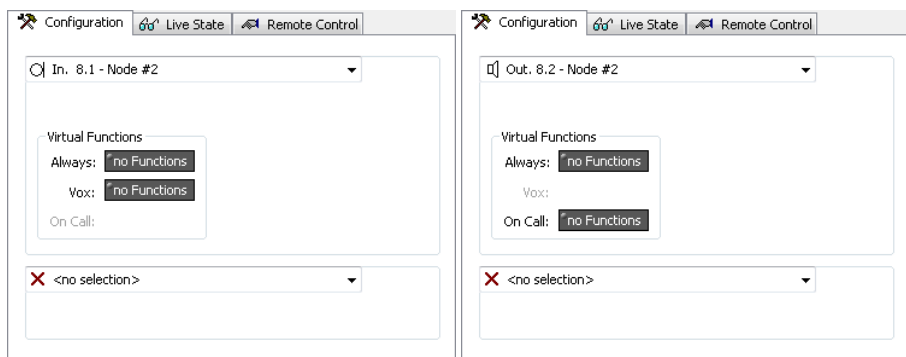 Configuration Live State Remote Control
In. 8.1 - Node #2
Virtual Functions
Always: no Functions
Vox: no Functions
On Call:
<no selection>
Configuration Live State Remote Control
Out. 8.2 - Node #2
Virtual Functions
Always: no Functions
Vox:
On Call: no Functions
<no selection>